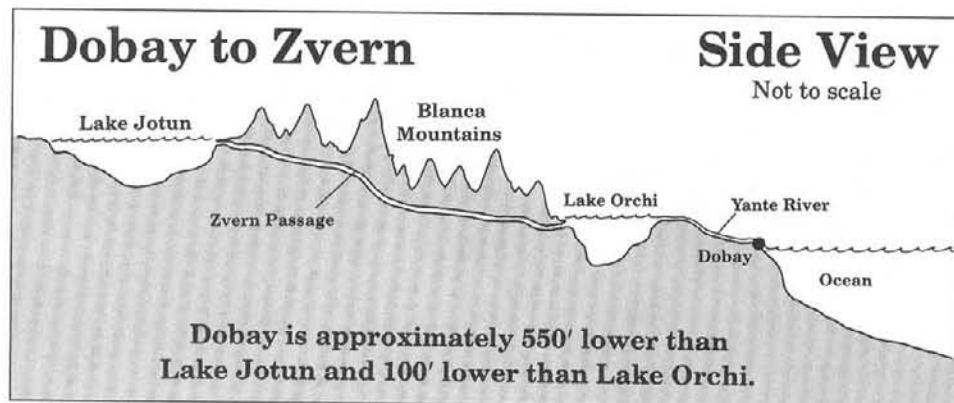 Dobay to Zvern
Side View
Not to scale
Blanca
Mountains
Lake Jotun
Zvern Passage
Lake Orchi
Yante River
Dobay
Ocean
Dobay is approximately 550' lower than
Lake Jotun and 100' lower than Lake Orchi.